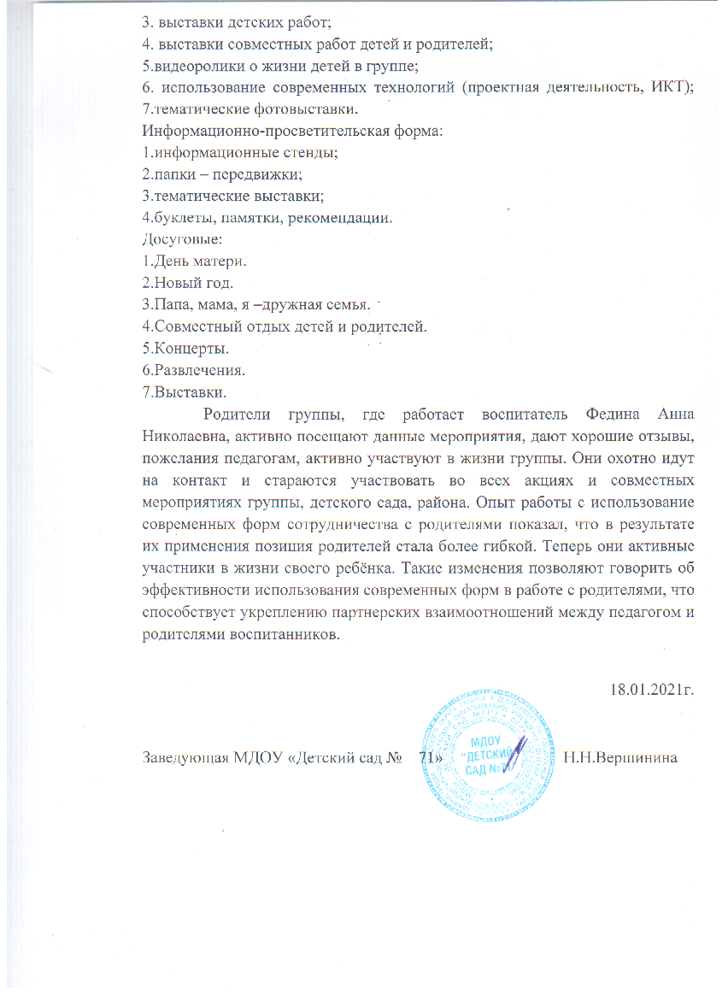 3. выставки детских работ;
4. выставки совместных работ детей и родителей;
5.видеоролики о жизни детей в группе;
6. использование современных технологий (проектная деятельность, ИКТ);
7.тематические фотовыставки.
Информационно-просветительская форма:
1.информационные стенды;
2.папки – передвижки;
3.тематические выставки;
4.буклеты, памятки, рекомендации.
Досуговые:
1.День матери.
2.Новый год.
3.Папа, мама, я –дружная семья.
4.Совместный отдых детей и родителей.
5.Концерты.
6.Развлечения.
7.Выставки.
Родители группы, где работает воспитатель Федина Анна
Николаевна, активно посещают данные мероприятия, дают хорошие отзывы,
пожелания педагогам, активно участвуют в жизни группы. Они охотно идут
на контакт и стараются участвовать во всех акциях и совместных
мероприятиях группы, детского сада, района. Опыт работы с использование
современных форм сотрудничества с родителями показал, что в результате
их применения позиция родителей стала более гибкой. Теперь они активные
участники в жизни своего ребёнка. Такие изменения позволяют говорить об
эффективности использования современных форм в работе с родителями, что
способствует укреплению партнерских взаимоотношений между педагогом и
родителями воспитанников.
18.01.2021г.
Заведующая МДОУ «Детский сад № 71» Н.Н.Вершинина
МДОУ
"ДЕТСКИЙ
САД №